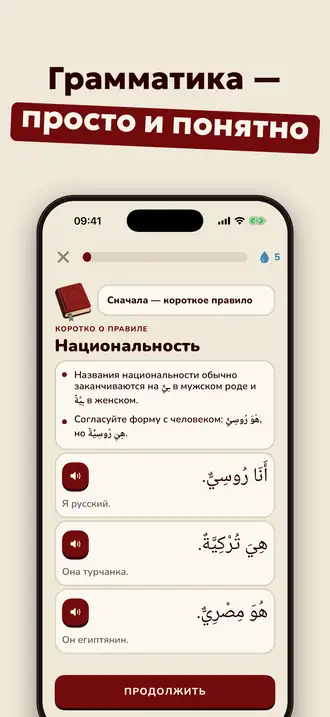 Грамматика —
просто и понятно
09:41
5
Сначала — короткое правило
КОРОТКО О ПРАВИЛЕ
Национальность
• Названия национальности обычно
заканчиваются на ـِيٌّ в мужском роде и
ـِيَّةٌ в женском.
• Согласуйте форму с человеком: هُوَ رُوسِيٌّ,
но هِيَ رُوسِيَّةٌ.
أَنَا رُوسِيٌّ.
Я русский.
هِيَ تُرْكِيَّةٌ.
Она турчанка.
هُوَ مِصْرِيٌّ.
Он египтянин.
ПРОДОЛЖИТЬ